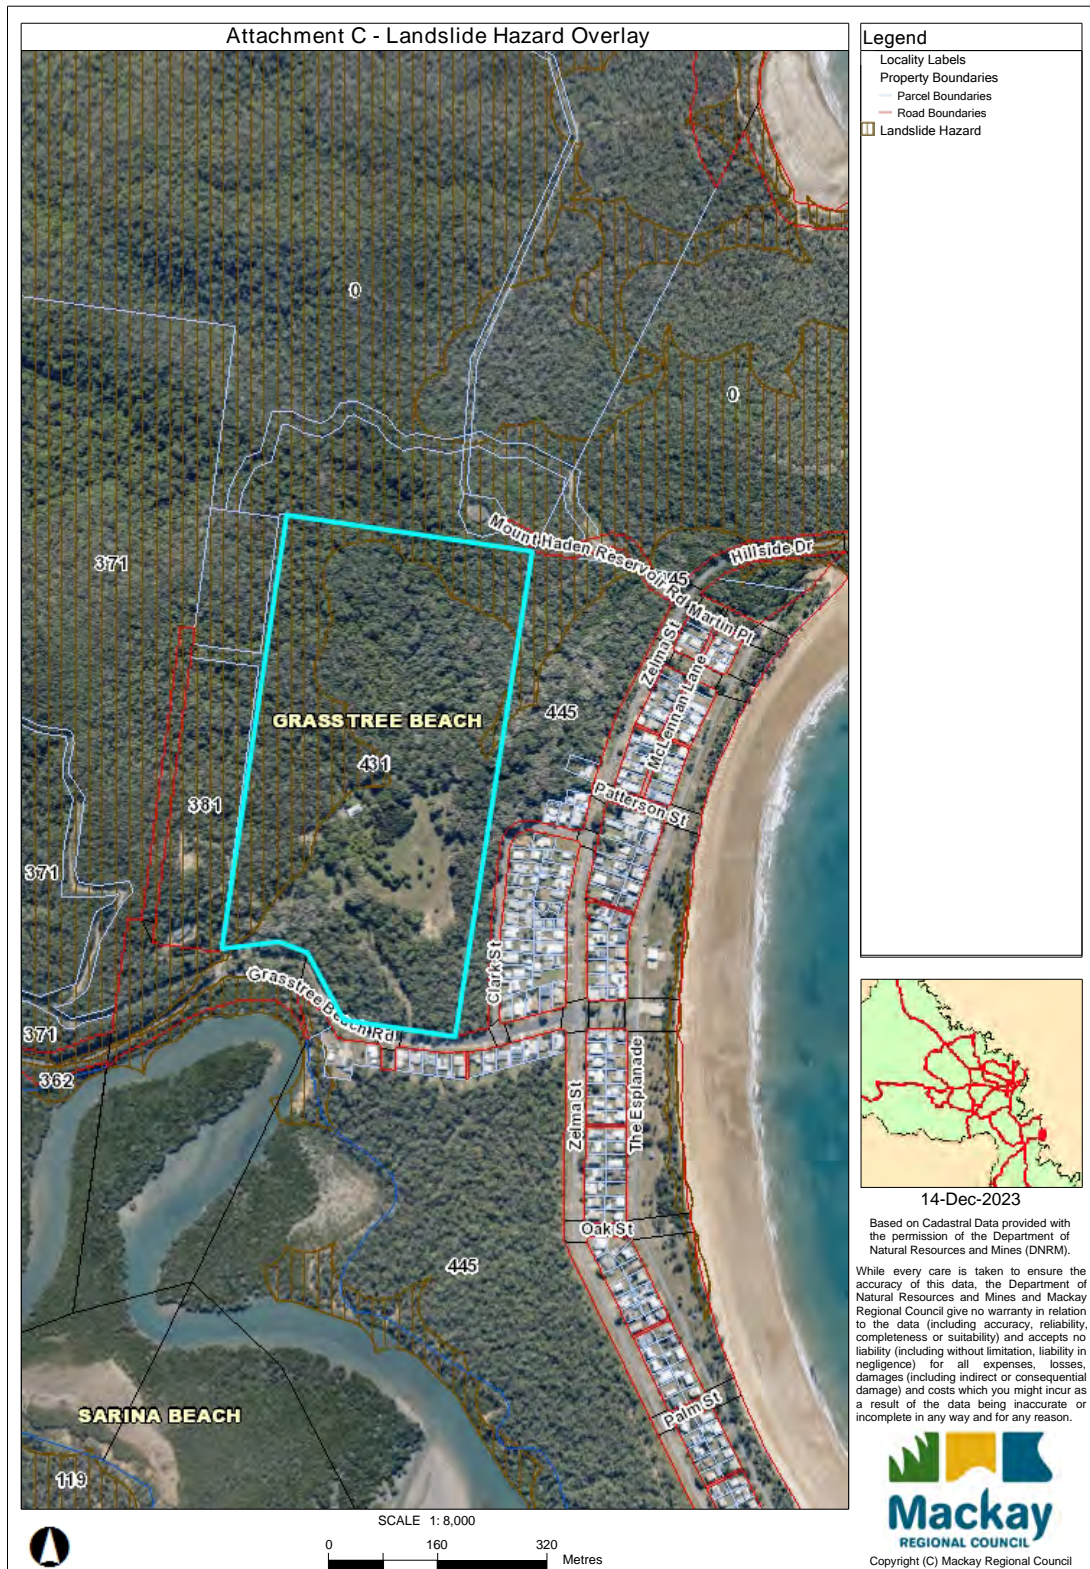 Attachment C - Landslide Hazard Overlay
Legend
Locality Labels
Property Boundaries
Parcel Boundaries
Road Boundaries
Landslide Hazard
0
0
Mount Haden Reservoir Rd
Hillside Dr
Martin Pl
371
Zelma St
McLennan Lane
GRASSTREE BEACH
445
431
381
Patterson St
371
Clark St
Grasstree Beach Rd
371
362
Zelma St
The Esplanade
Oak St
445
Palm St
SARINA BEACH
119
14-Dec-2023
Based on Cadastral Data provided with
the permission of the Department of
Natural Resources and Mines (DNRM).
While every care is taken to ensure the
accuracy of this data, the Department of
Natural Resources and Mines and Mackay
Regional Council give no warranty in relation
to the data (including accuracy, reliability,
completeness or suitability) and accepts no
liability (including without limitation, liability in
negligence) for all expenses, losses,
damages (including indirect or consequential
damage) and costs which you might incur as
a result of the data being inaccurate or
incomplete in any way and for any reason.
Mackay
REGIONAL COUNCIL
Copyright (C) Mackay Regional Council
SCALE 1: 8,000
0 160 320
Metres